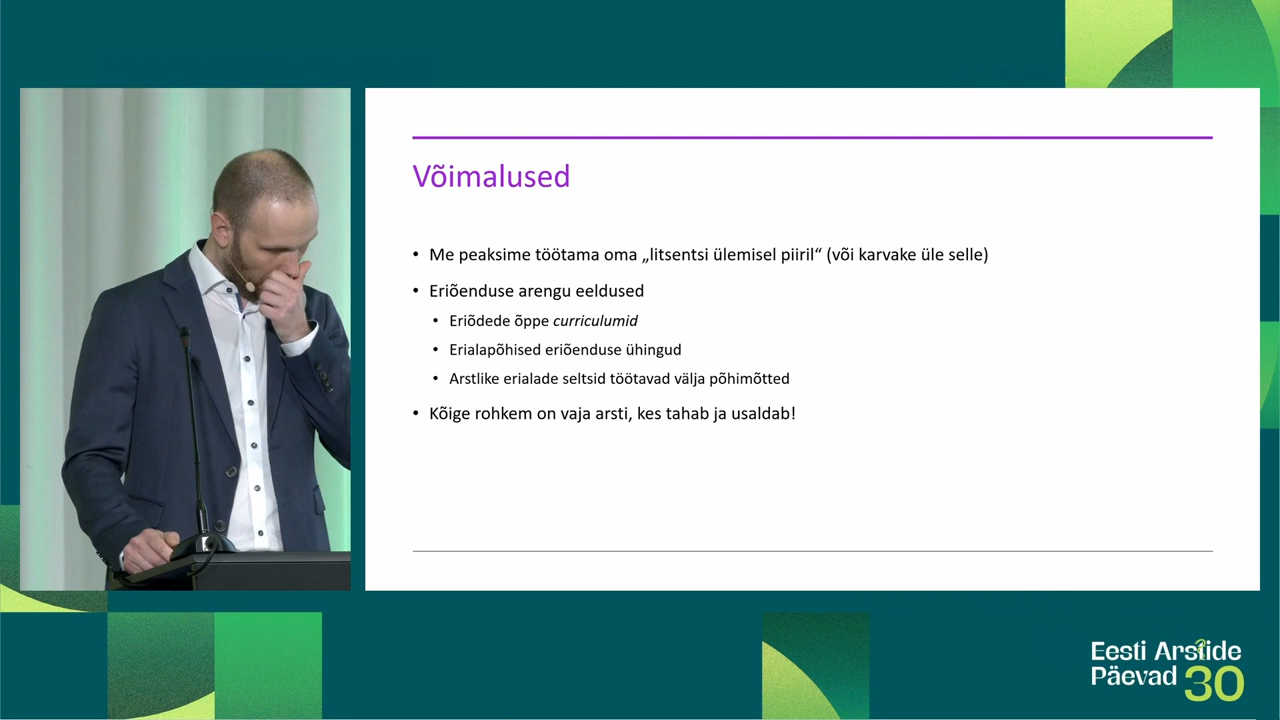 Võimalused
• Me peaksime töötama oma „litsentsi ülemisel piiril“ (või karvake üle selle)
• Eriõenduse arengu eeldused
• Eriõdede õppe curriculumid
• Erialapõhised eriõenduse ühingud
• Arstlike erialade seltsid töötavad välja põhimõtted
• Kõige rohkem on vaja arsti, kes tahab ja usaldab!
Eesti Arstide
Päevad 30